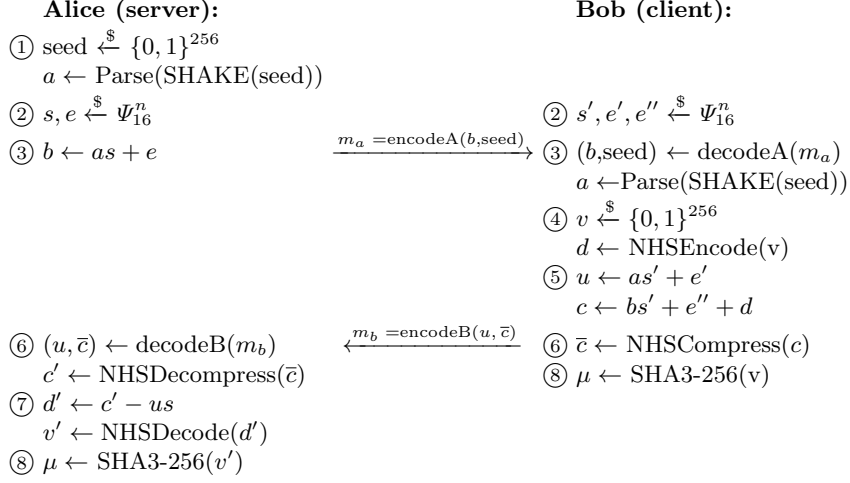 Alice (server): Bob (client):
① seed $← {0, 1}^256
a ← Parse(SHAKE(seed))
② s, e $← Ψ_16^n ② s′, e′, e′′ $← Ψ_16^n
③ b ← as + e m_a =encodeA(b,seed) ③ (b,seed) ← decodeA(m_a)
a ←Parse(SHAKE(seed))
④ v $← {0, 1}^256
d ← NHSEncode(v)
⑤ u ← as′ + e′
c ← bs′ + e′′ + d
⑥ (u, c̅) ← decodeB(m_b) m_b =encodeB(u, c̅) ⑥ c̅ ← NHSCompress(c)
c′ ← NHSDecompress(c̅) ⑧ μ ← SHA3-256(v)
⑦ d′ ← c′ − us
v′ ← NHSDecode(d′)
⑧ μ ← SHA3-256(v′)